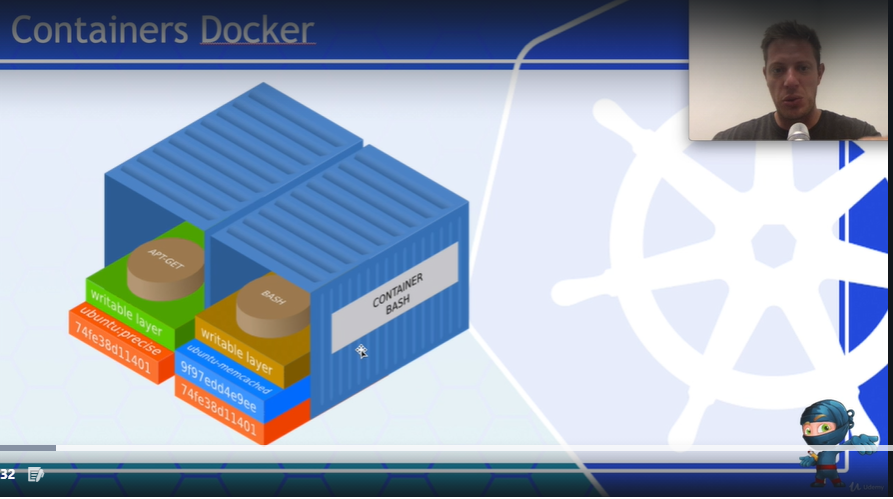 Containers Docker
APT-GET
writable layer
ubuntu:precise
74fe38d11401
BASH
writable layer
ubuntu-memcached
9f97edd4e9ee
74fe38d11401
CONTAINER
BASH
32